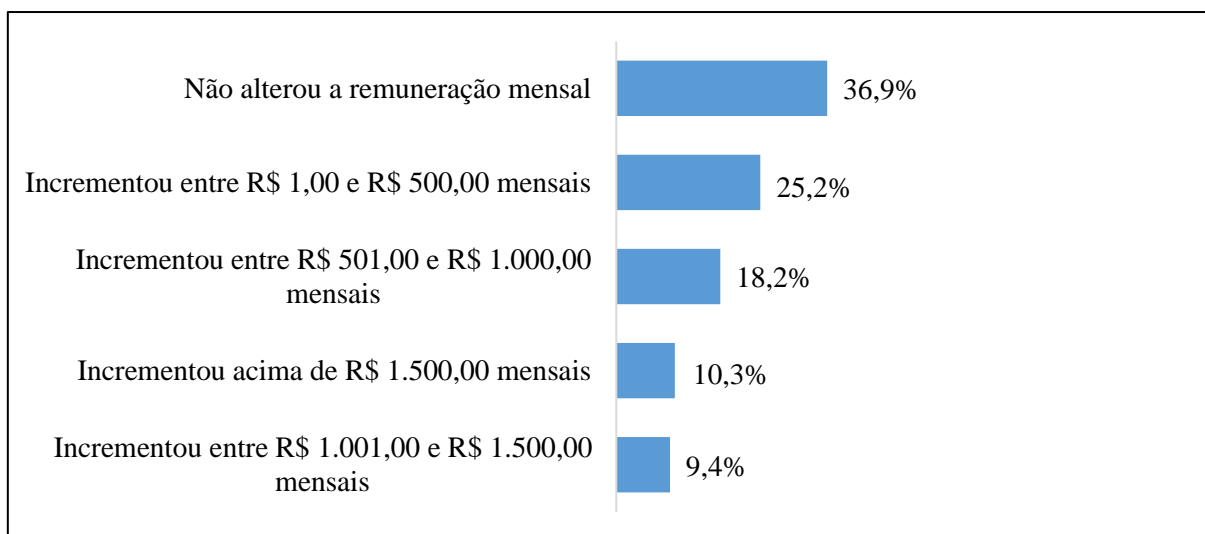 Não alterou a remuneração mensal
36,9%
Incrementou entre R$ 1,00 e R$ 500,00 mensais
25,2%
Incrementou entre R$ 501,00 e R$ 1.000,00
mensais
18,2%
Incrementou acima de R$ 1.500,00 mensais
10,3%
Incrementou entre R$ 1.001,00 e R$ 1.500,00
mensais
9,4%